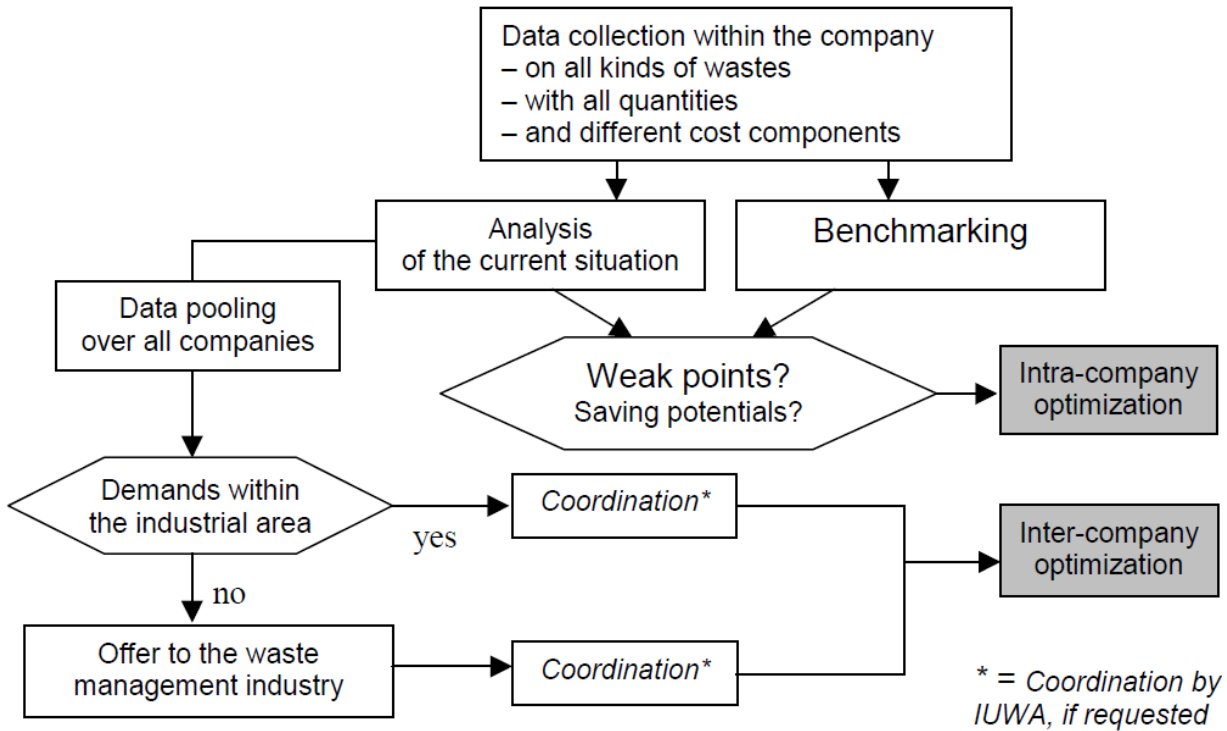 Data collection within the company
– on all kinds of wastes
– with all quantities
– and different cost components
Analysis
of the current situation
Benchmarking
Data pooling
over all companies
Weak points?
Saving potentials?
Intra-company
optimization
Demands within
the industrial area
yes
Coordination*
Inter-company
optimization
no
Offer to the waste
management industry
Coordination*
* = Coordination by
IUWA, if requested